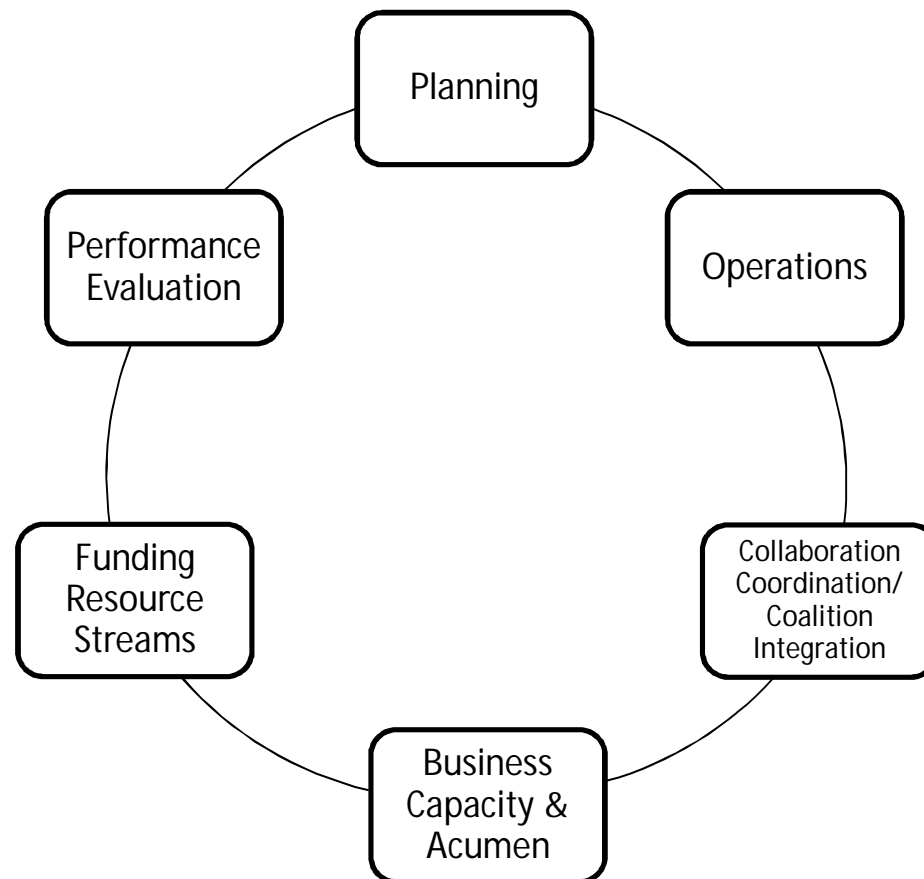 Planning
Operations
Collaboration
Coordination/
Coalition
Integration
Business
Capacity &
Acumen
Funding
Resource
Streams
Performance
Evaluation